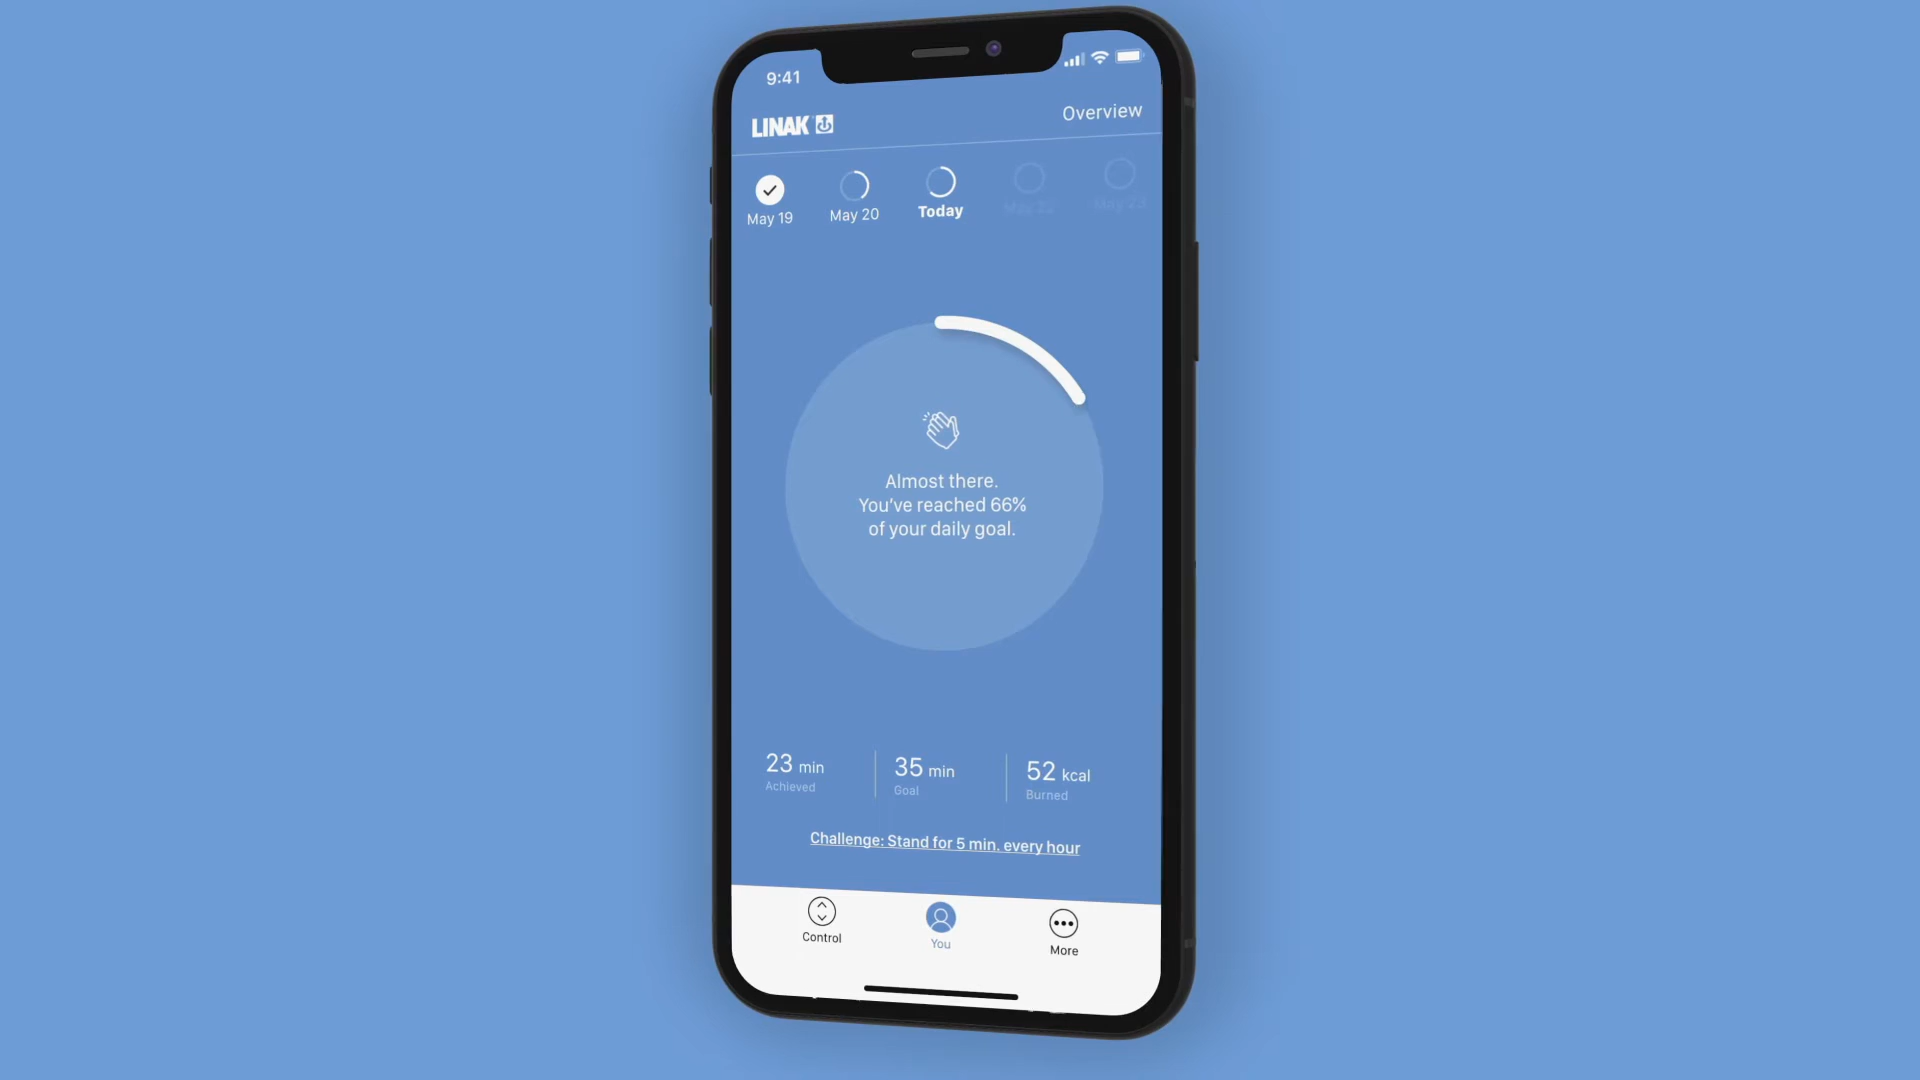 9:41
LINAK
Overview
May 19
May 20
Today
May 22
May 23
Almost there.
You've reached 66%
of your daily goal.
23 min
Achieved
35 min
Goal
52 kcal
Burned
Challenge: Stand for 5 min. every hour
Control
You
More